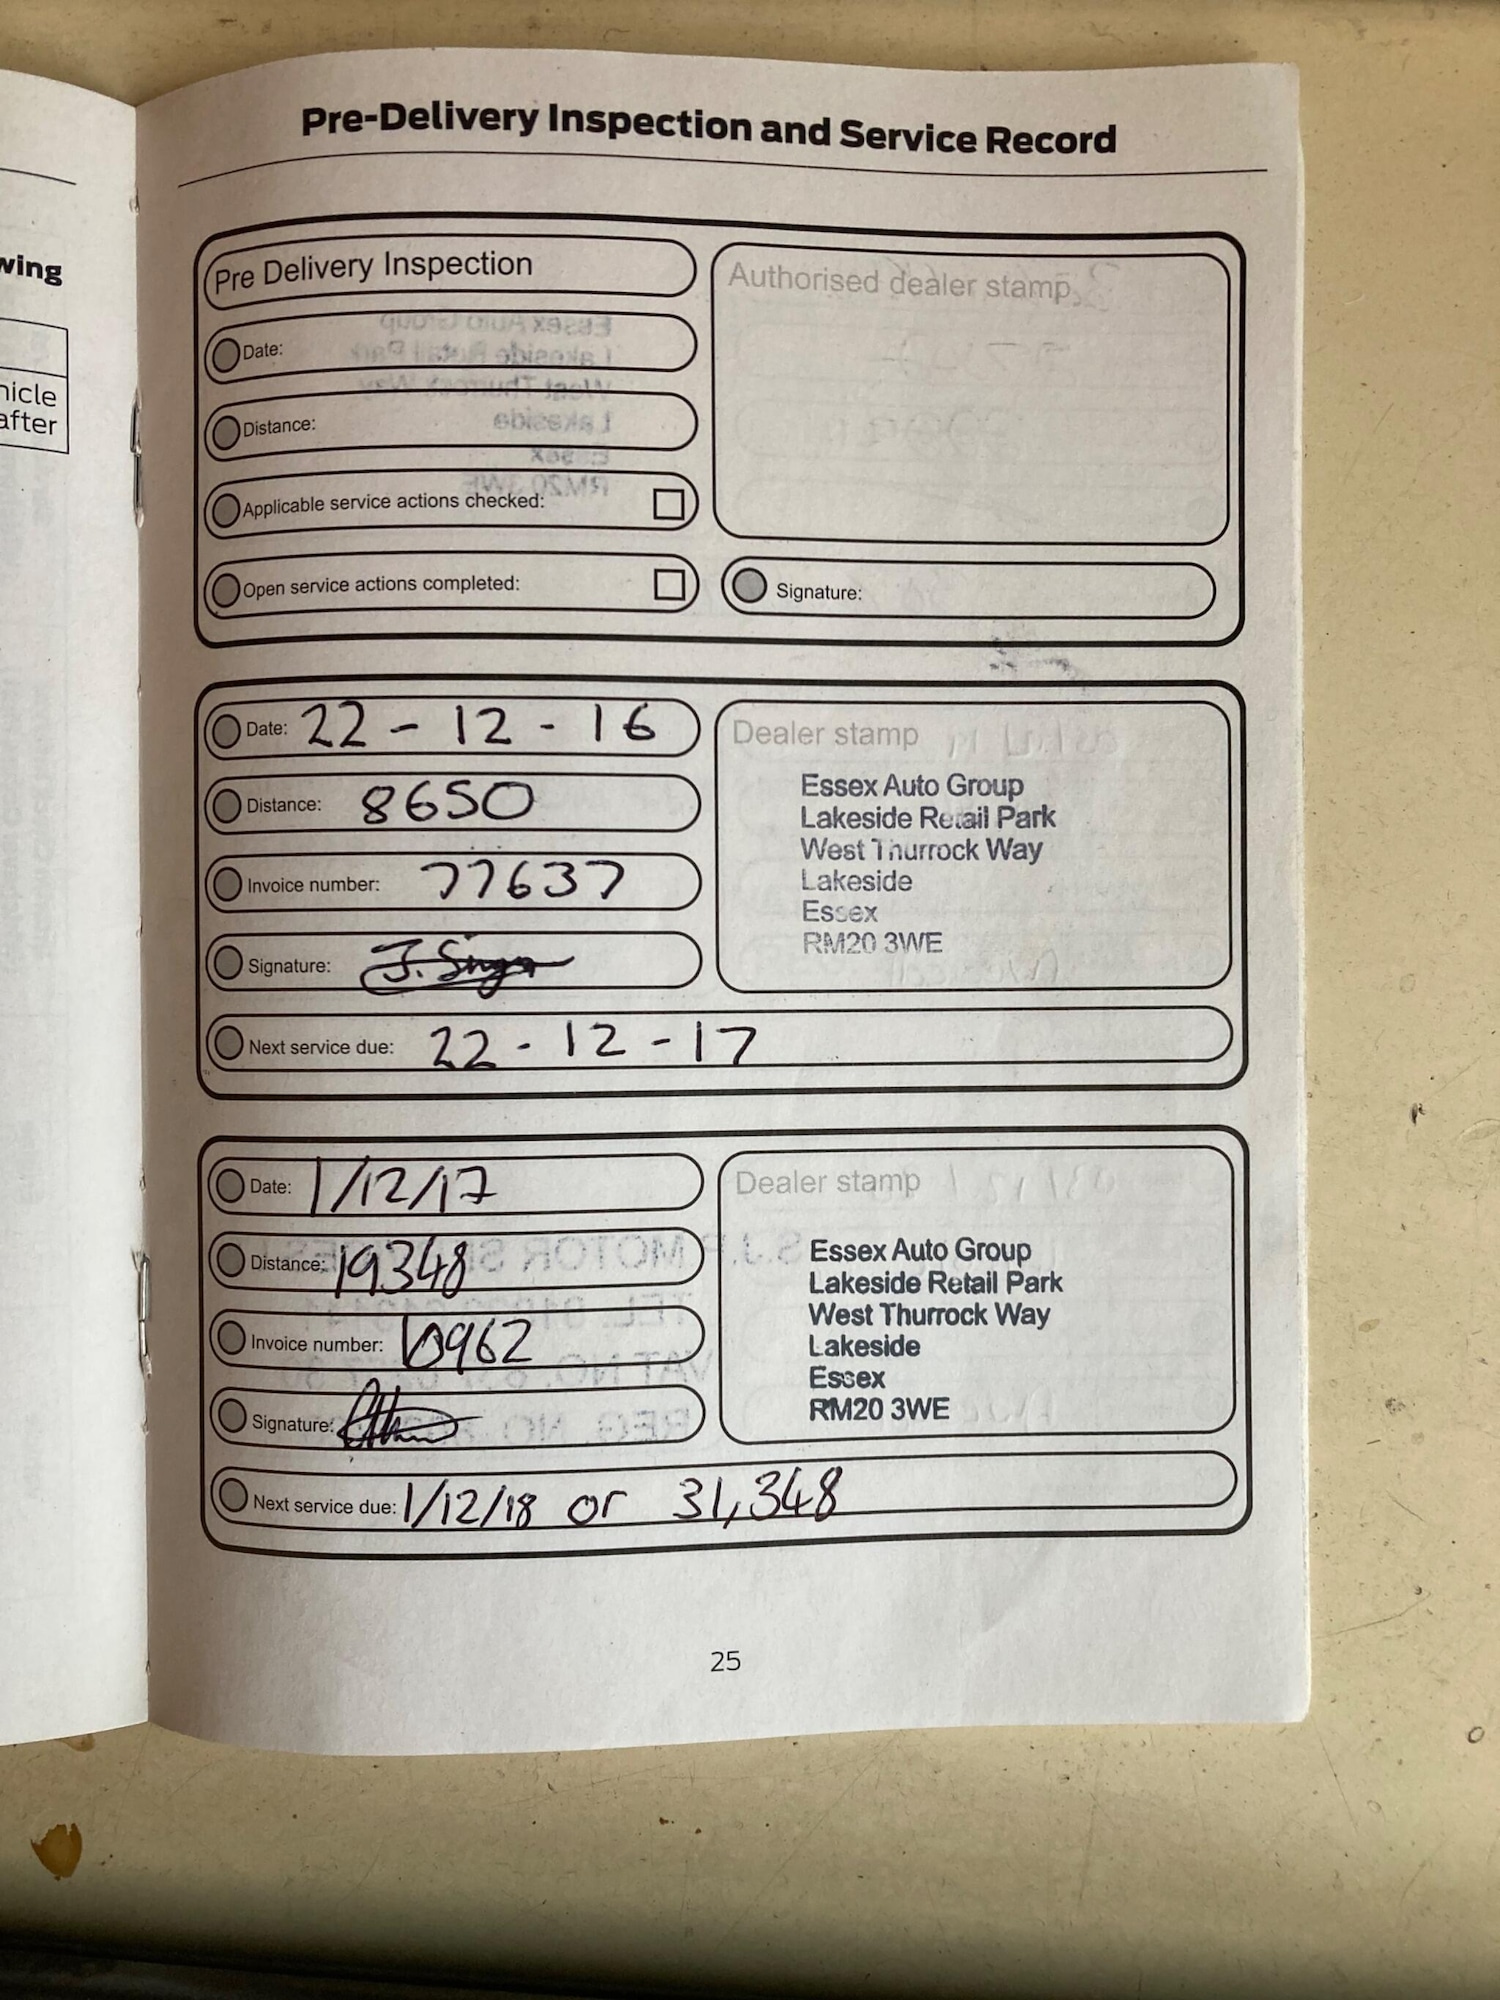 wing
hicle
after
Pre-Delivery Inspection and Service Record
Pre Delivery Inspection
Date:
Distance:
Applicable service actions checked:
Open service actions completed:
Authorised dealer stamp
Signature:
Date: 22 - 12 - 16
Distance: 8650
Invoice number: 77637
Signature: J. Singh
Next service due: 22 - 12 - 17
Dealer stamp
Essex Auto Group
Lakeside Retail Park
West Thurrock Way
Lakeside
Essex
RM20 3WE
Date: 1/12/17
Distance: 19348
Invoice number: 10962
Signature:
Next service due: 1/12/18 or 31,348
Dealer stamp
Essex Auto Group
Lakeside Retail Park
West Thurrock Way
Lakeside
Essex
RM20 3WE
25